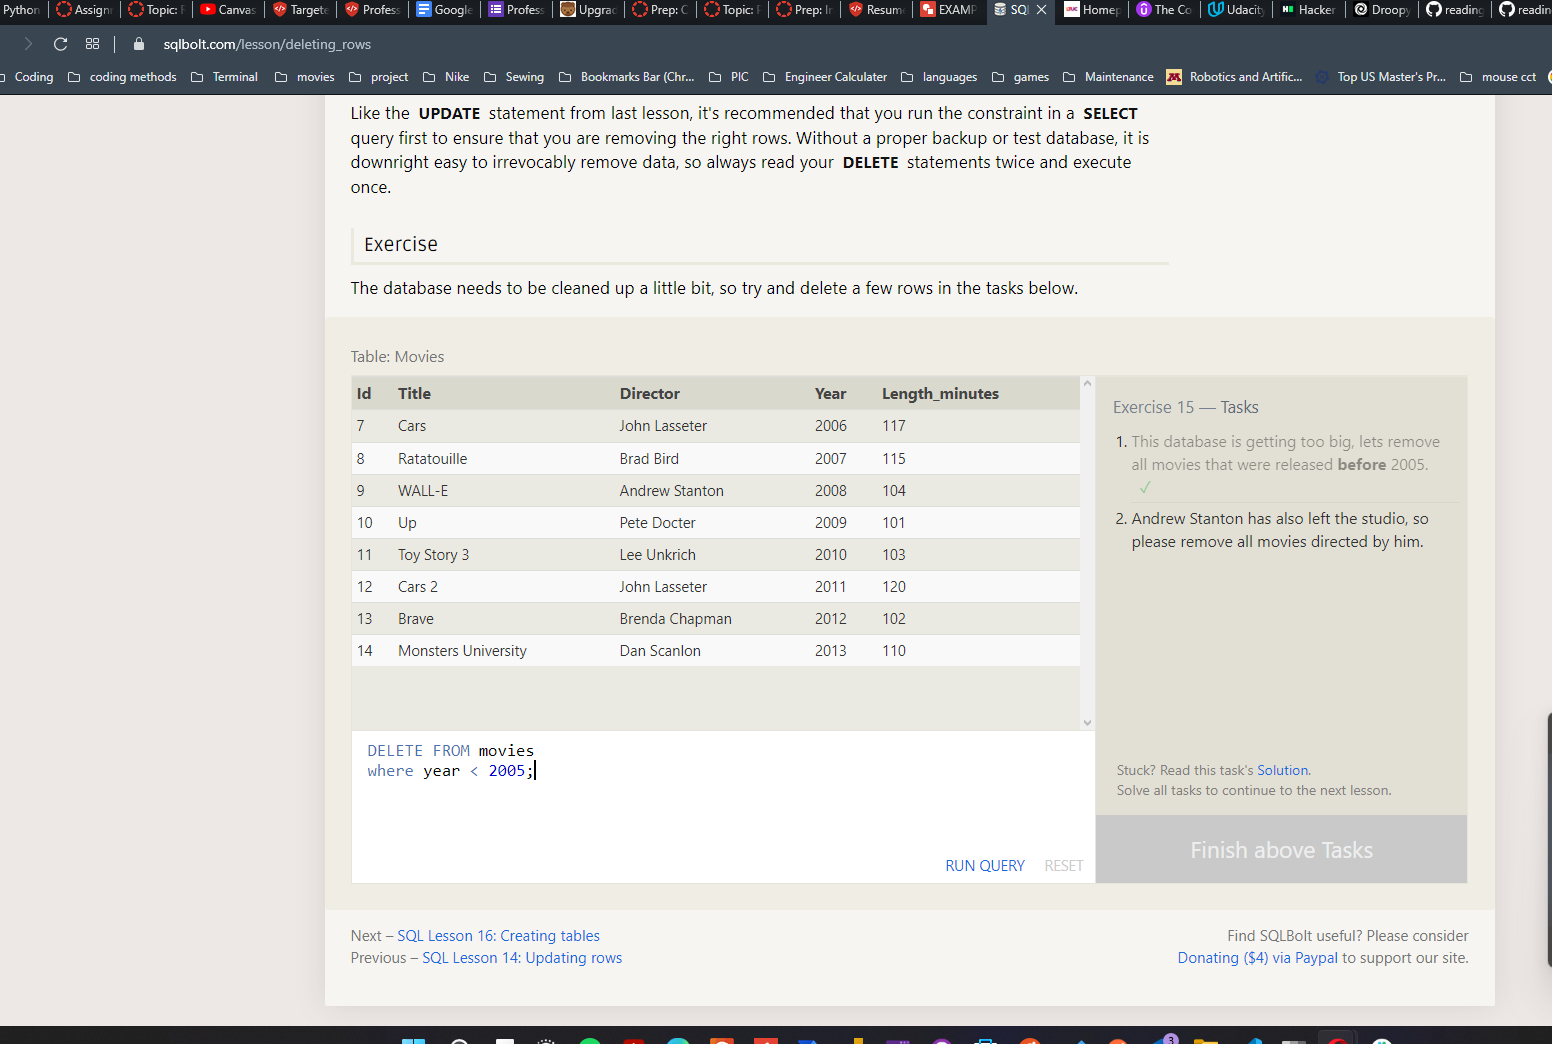 Python Assign Topic: F Canvas Targete Profess Google Profess Upgrac Prep: C Topic: F Prep: In Resum EXAMP SQL Homep The Co Udacity Hacker Droopy reading readin
sqlbolt.com/lesson/deleting_rows
Coding coding methods Terminal movies project Nike Sewing Bookmarks Bar (Chr... PIC Engineer Calculater languages games Maintenance Robotics and Artific... Top US Master's Pr... mouse cct
Like the UPDATE statement from last lesson, it's recommended that you run the constraint in a SELECT
query first to ensure that you are removing the right rows. Without a proper backup or test database, it is
downright easy to irrevocably remove data, so always read your DELETE statements twice and execute
once.
Exercise
The database needs to be cleaned up a little bit, so try and delete a few rows in the tasks below.
Table: Movies
Id Title Director Year Length_minutes
7 Cars John Lasseter 2006 117
8 Ratatouille Brad Bird 2007 115
9 WALL-E Andrew Stanton 2008 104
10 Up Pete Docter 2009 101
11 Toy Story 3 Lee Unkrich 2010 103
12 Cars 2 John Lasseter 2011 120
13 Brave Brenda Chapman 2012 102
14 Monsters University Dan Scanlon 2013 110
DELETE FROM movies
where year < 2005;
RUN QUERY RESET
Exercise 15 — Tasks
1. This database is getting too big, lets remove
all movies that were released before 2005.
✓
2. Andrew Stanton has also left the studio, so
please remove all movies directed by him.
Stuck? Read this task's Solution.
Solve all tasks to continue to the next lesson.
Finish above Tasks
Next – SQL Lesson 16: Creating tables
Previous – SQL Lesson 14: Updating rows
Find SQLBolt useful? Please consider
Donating ($4) via Paypal to support our site.
3